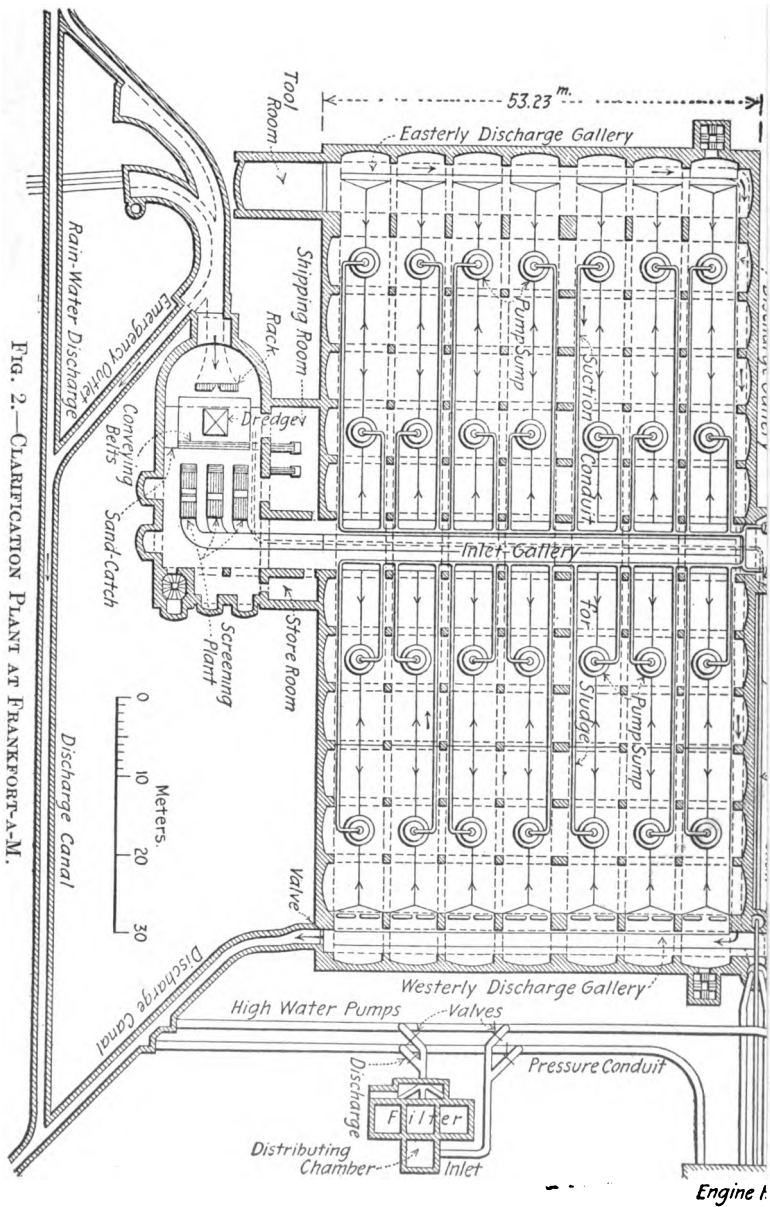 53.23 m.
Tool
Room
Easterly Discharge Gallery
Discharge Gallery
Rain-Water Discharge
Emergency Outlet
Shipping Room
Rack
Dredger
Conveying
Belts
Sand-Catch
Screening
Plant
Store Room
Pump Sump
Suction Conduit
Inlet-Gallery
for
Sludge
Pump Sump
0 10 20 30
Meters.
Discharge Canal
Valve
Discharge Canal
Westerly Discharge Gallery
High Water Pumps
Valves
Pressure Conduit
Discharge
Filter
Distributing
Chamber
Inlet
Engine
FIG. 2.—CLARIFICATION PLANT AT FRANKFORT-A-M.